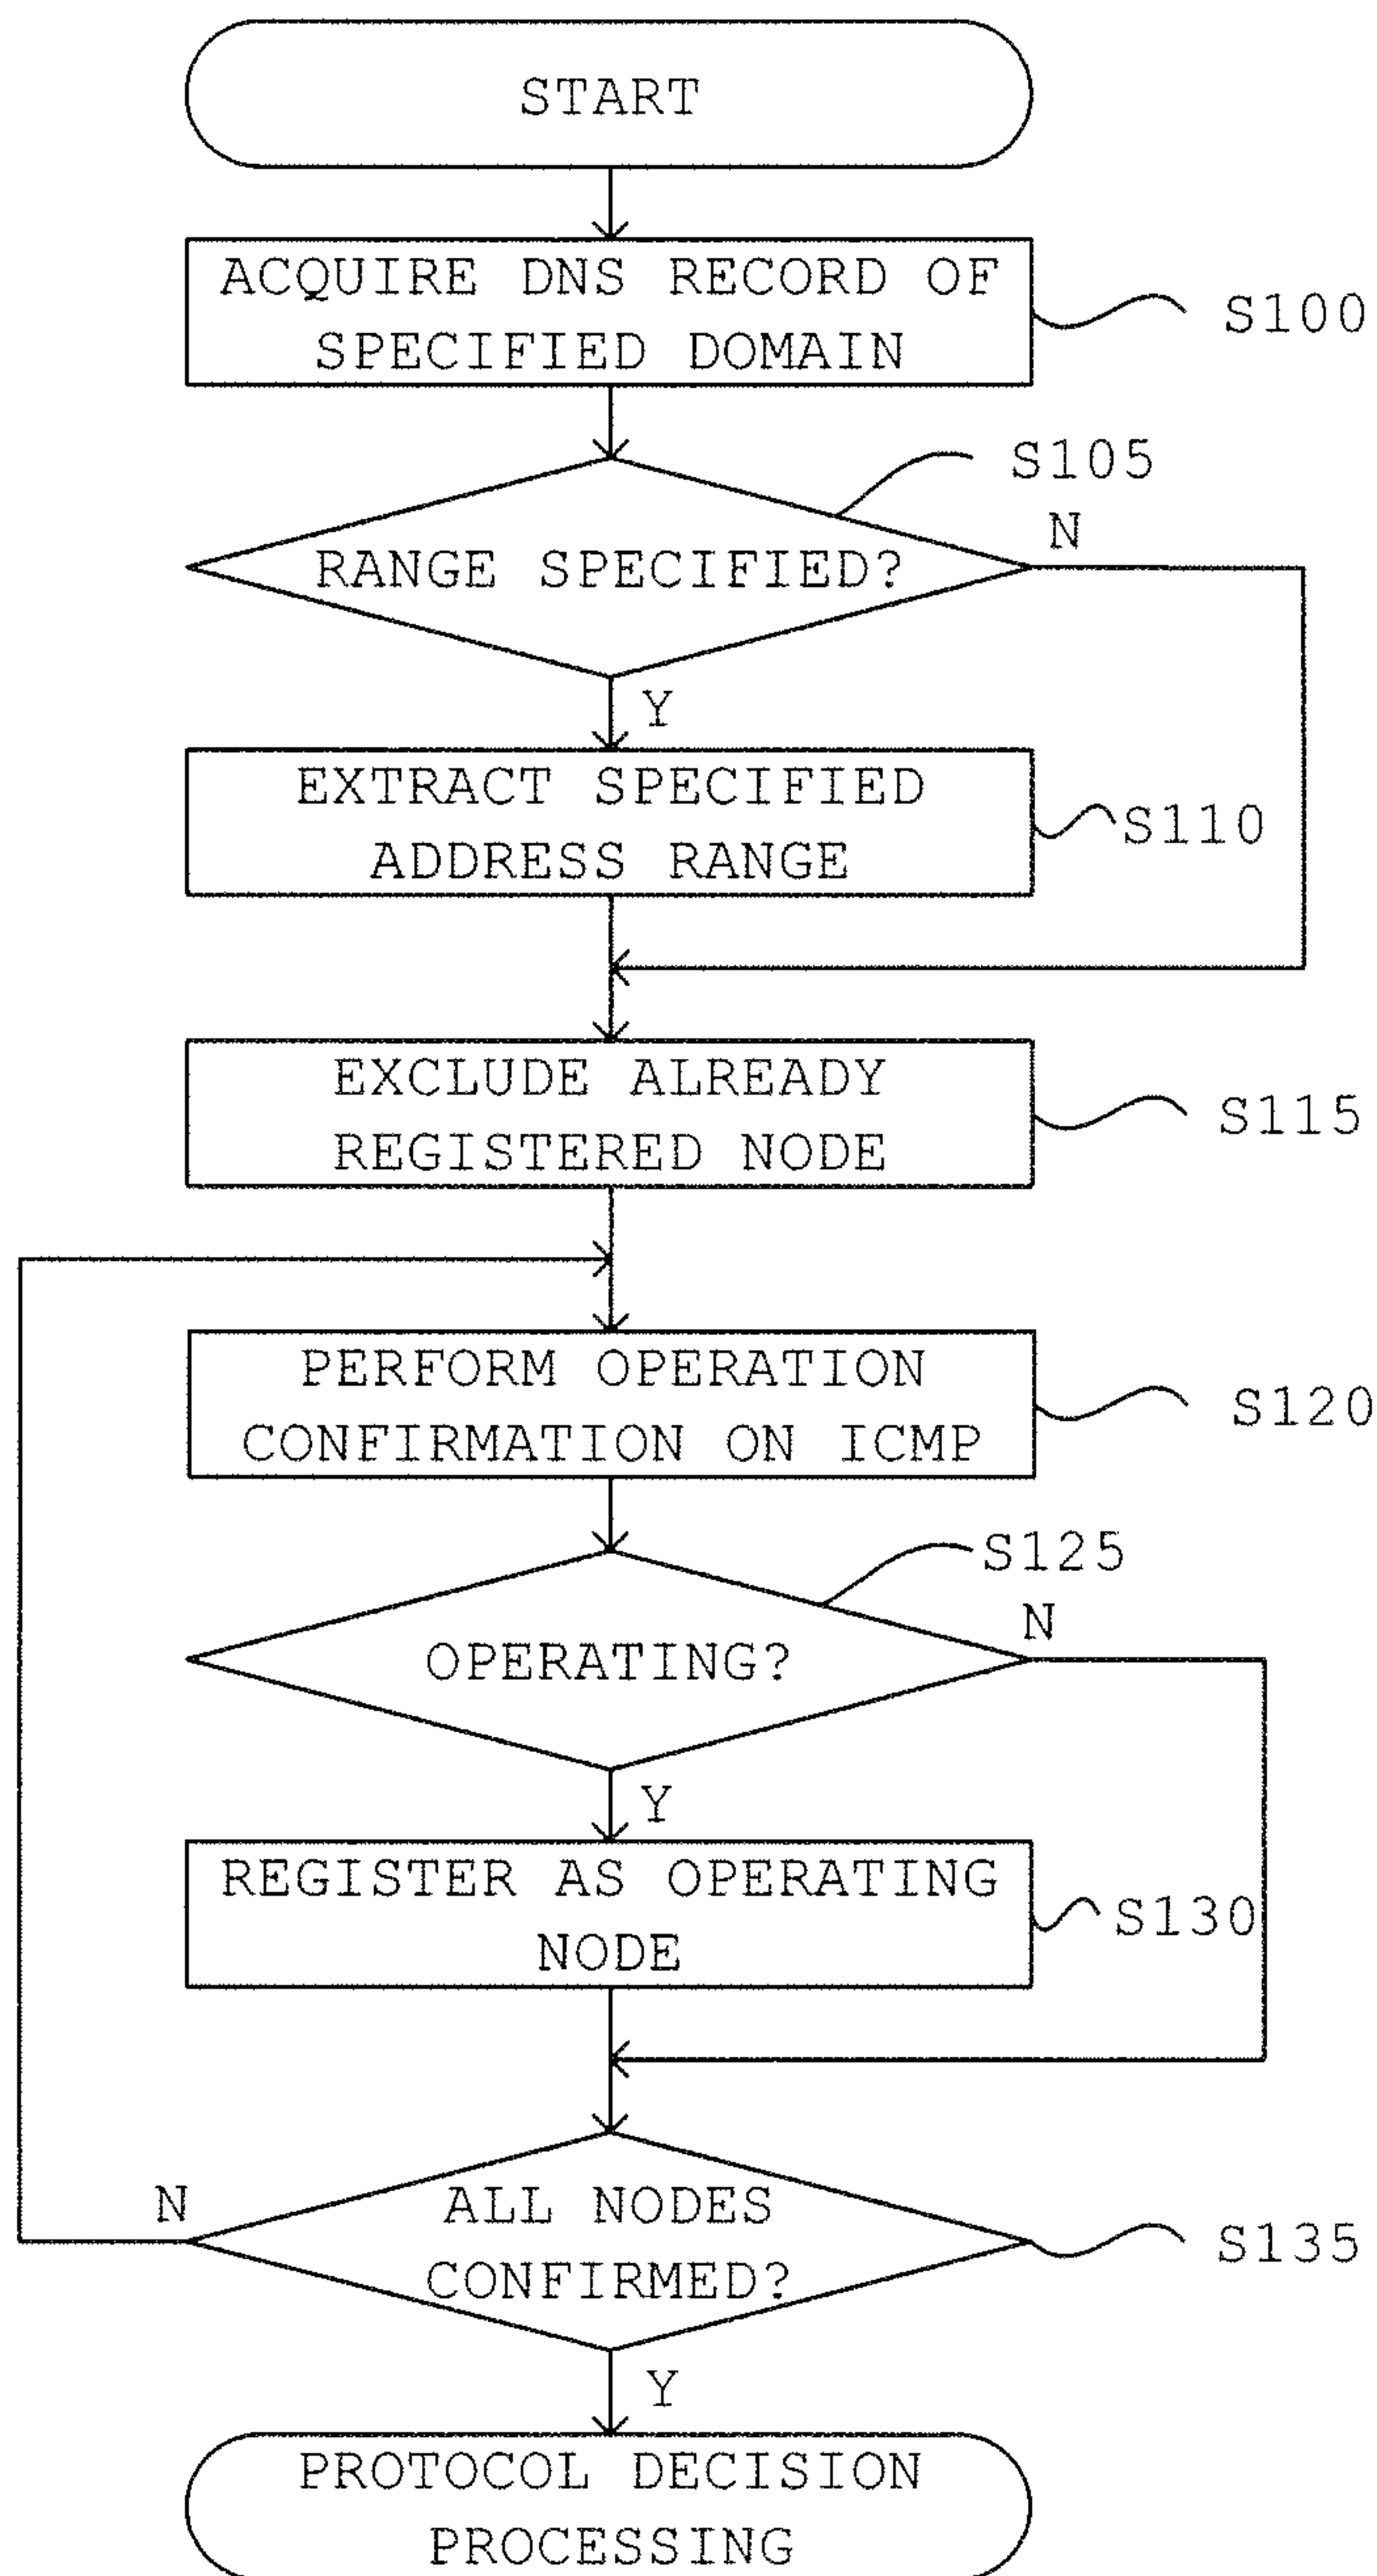 START
ACQUIRE DNS RECORD OF
SPECIFIED DOMAIN
S100
S105
RANGE SPECIFIED?
N
Y
EXTRACT SPECIFIED
ADDRESS RANGE
S110
EXCLUDE ALREADY
REGISTERED NODE
S115
PERFORM OPERATION
CONFIRMATION ON ICMP
S120
S125
OPERATING?
N
Y
REGISTER AS OPERATING
NODE
S130
N
ALL NODES
CONFIRMED?
S135
Y
PROTOCOL DECISION
PROCESSING